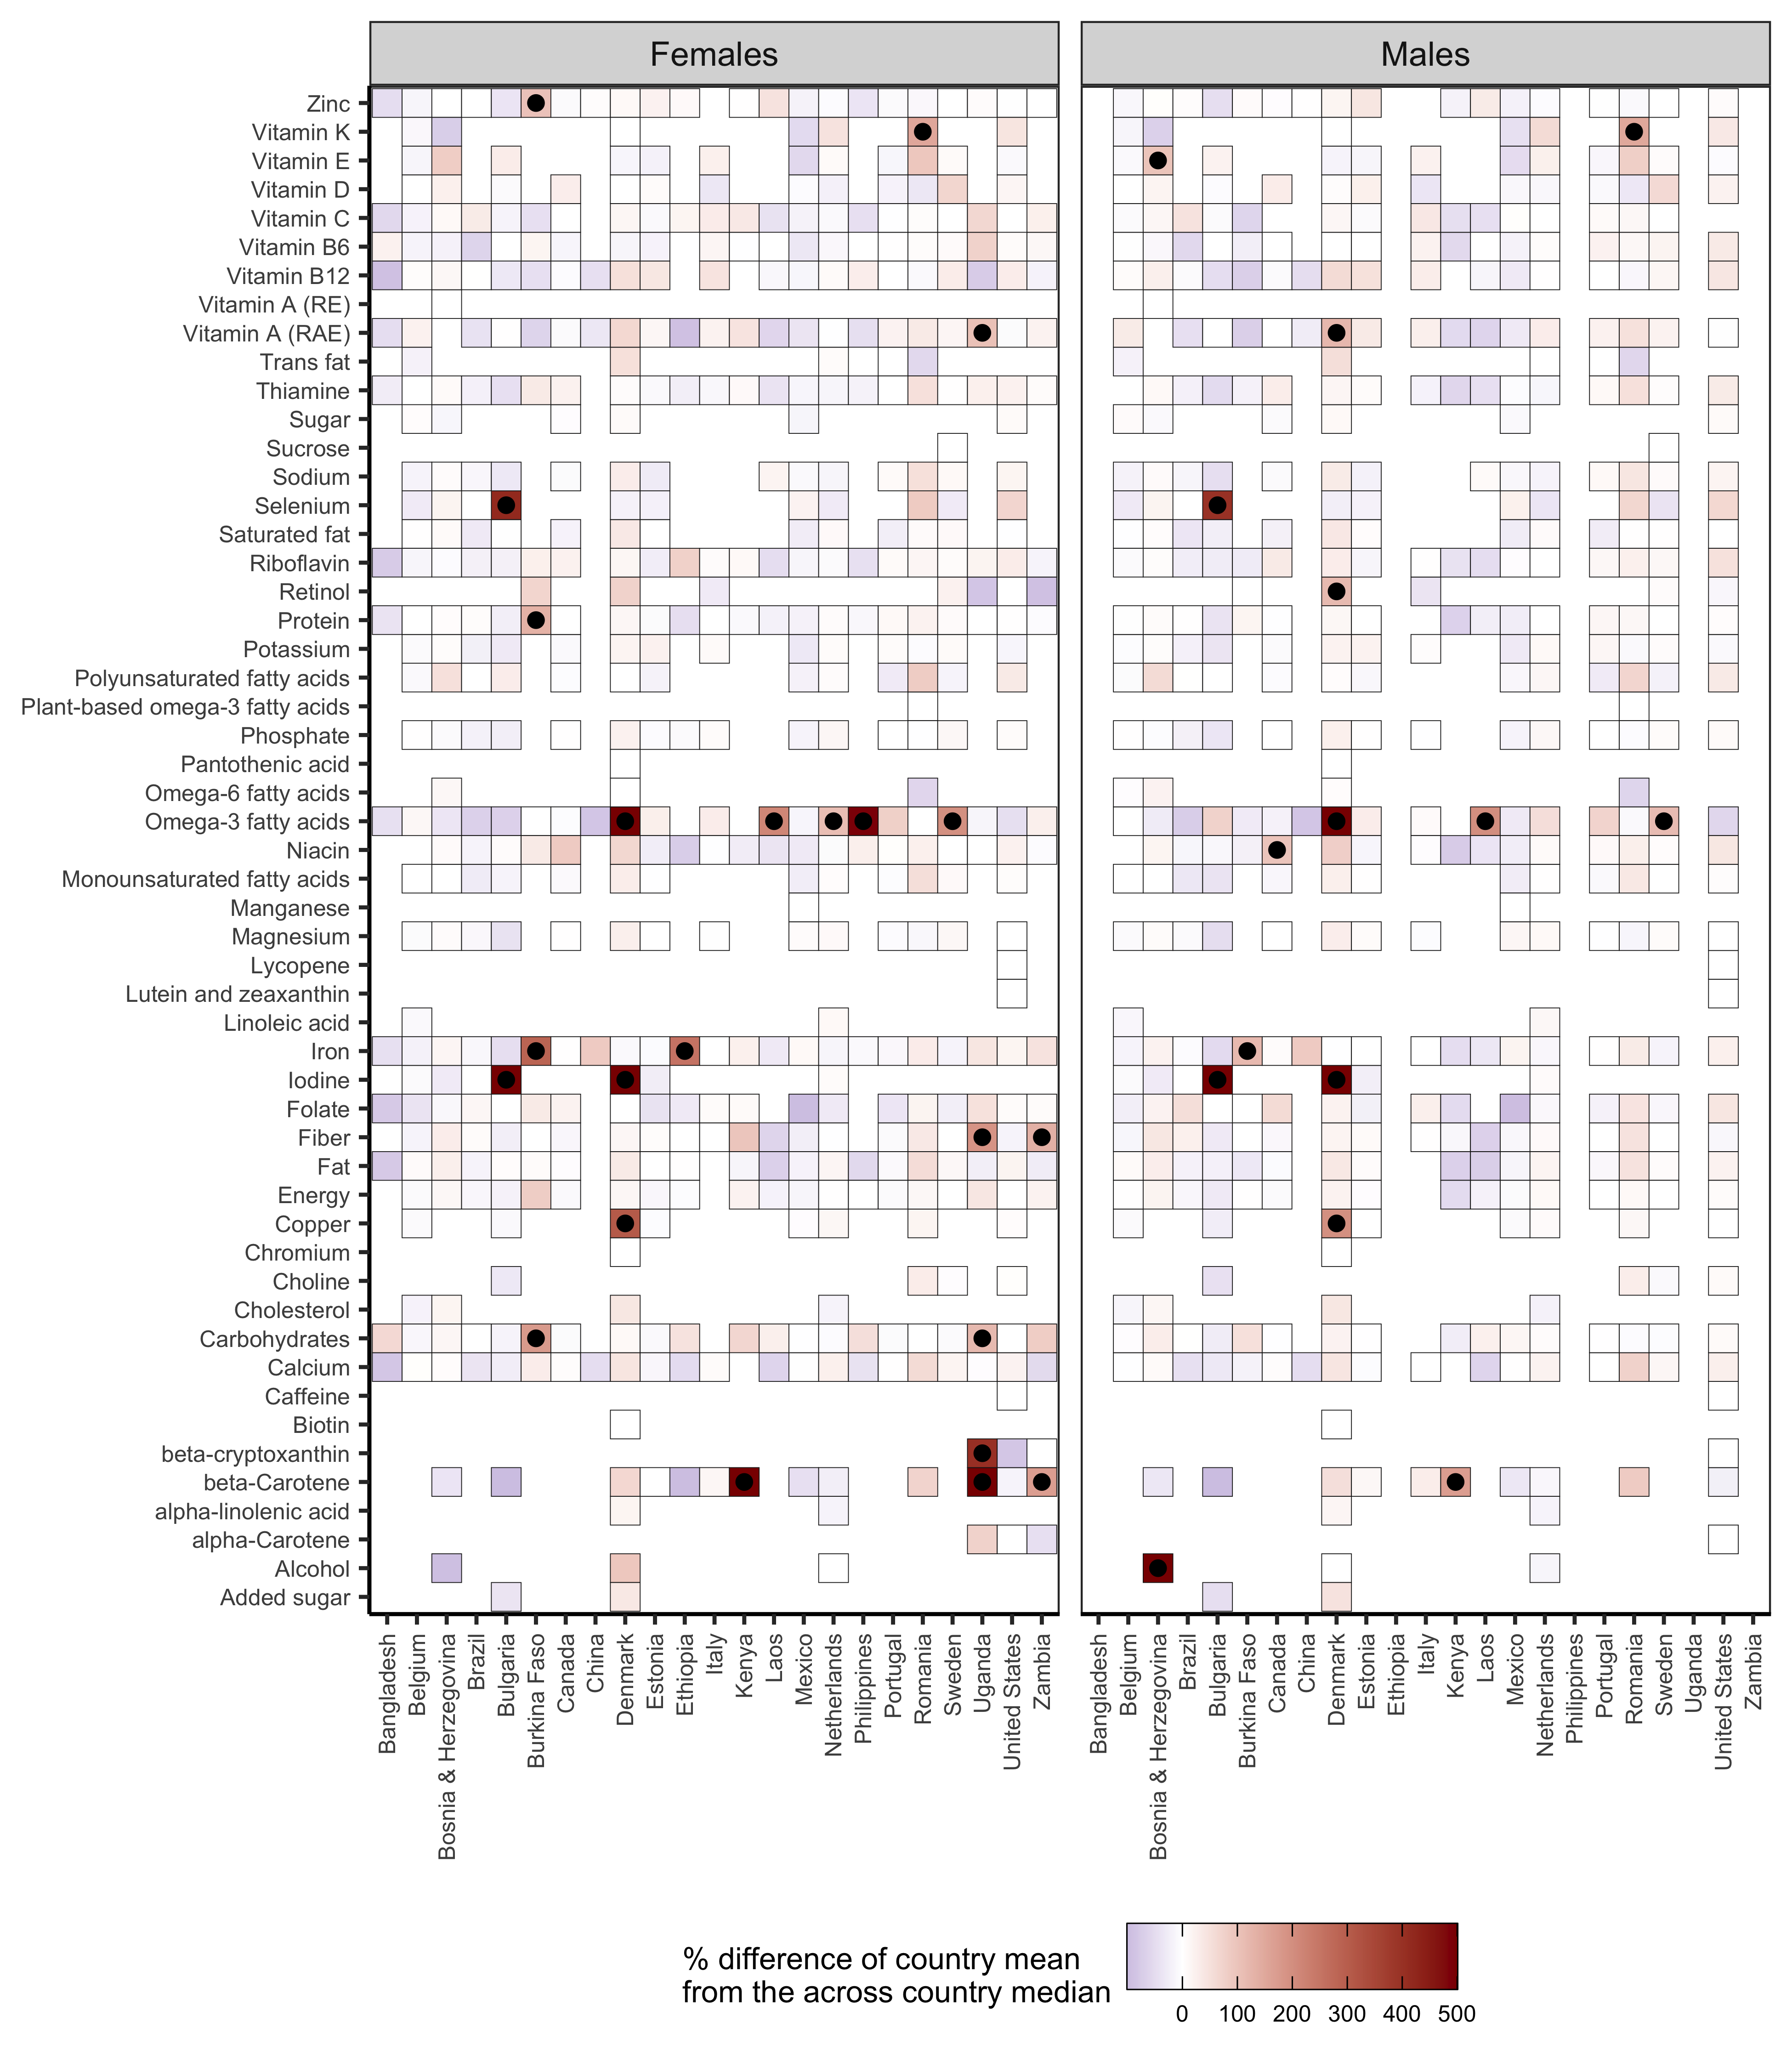 Females
Males
Zinc
Vitamin K
Vitamin E
Vitamin D
Vitamin C
Vitamin B6
Vitamin B12
Vitamin A (RE)
Vitamin A (RAE)
Trans fat
Thiamine
Sugar
Sucrose
Sodium
Selenium
Saturated fat
Riboflavin
Retinol
Protein
Potassium
Polyunsaturated fatty acids
Plant-based omega-3 fatty acids
Phosphate
Pantothenic acid
Omega-6 fatty acids
Omega-3 fatty acids
Niacin
Monounsaturated fatty acids
Manganese
Magnesium
Lycopene
Lutein and zeaxanthin
Linoleic acid
Iron
Iodine
Folate
Fiber
Fat
Energy
Copper
Chromium
Choline
Cholesterol
Carbohydrates
Calcium
Caffeine
Biotin
beta-cryptoxanthin
beta-Carotene
alpha-linolenic acid
alpha-Carotene
Alcohol
Added sugar
Bangladesh
Belgium
Bosnia & Herzegovina
Brazil
Bulgaria
Burkina Faso
Canada
China
Denmark
Estonia
Ethiopia
Italy
Kenya
Laos
Mexico
Netherlands
Philippines
Portugal
Romania
Sweden
Uganda
United States
Zambia
Bangladesh
Belgium
Bosnia & Herzegovina
Brazil
Bulgaria
Burkina Faso
Canada
China
Denmark
Estonia
Ethiopia
Italy
Kenya
Laos
Mexico
Netherlands
Philippines
Portugal
Romania
Sweden
Uganda
United States
Zambia
% difference of country mean
from the across country median
0 100 200 300 400 500